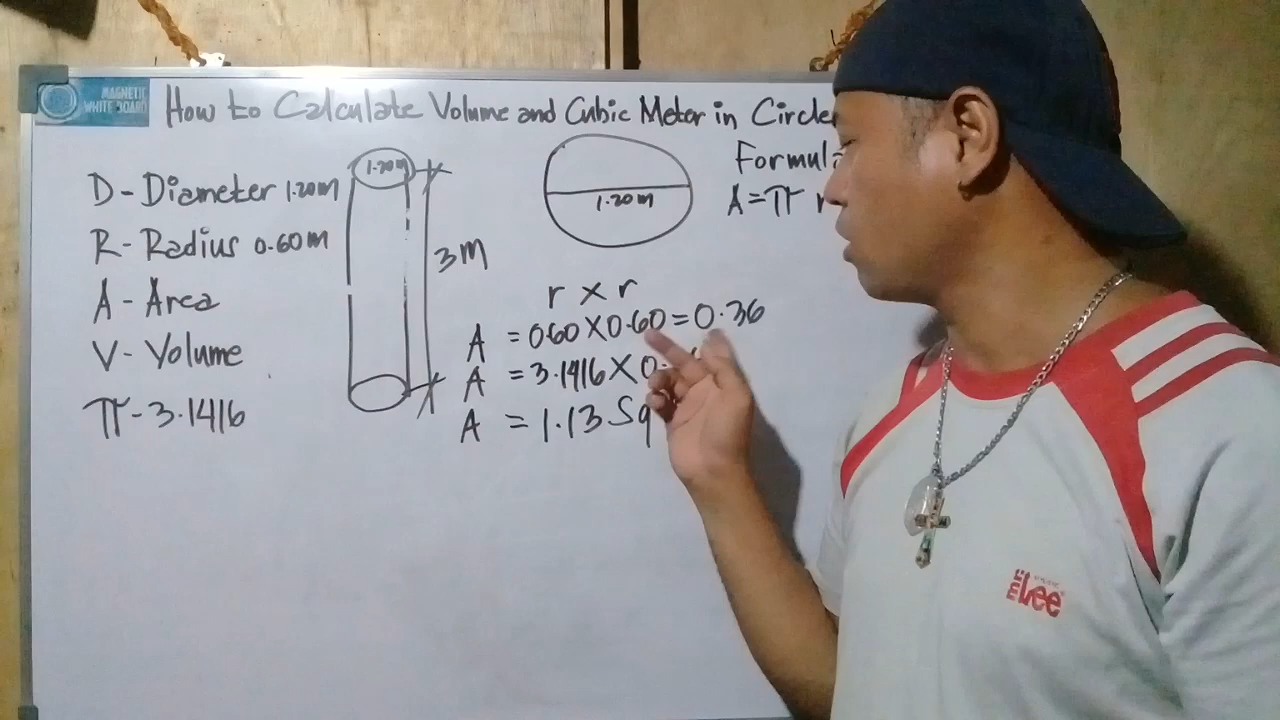 MAGNETIC
WHITE BOARD
How to Calculate Volume and Cubic Meter in Circle
Formula
A=π r
D - Diameter 1.20m
R - Radius 0.60m
A - Area
V - Volume
π - 3.1416
1.20m
3M
1.20m
r x r
A = 0.60 X 0.60 = 0.36
A = 3.1416 X 0.
A = 1.13 Sq
Lee